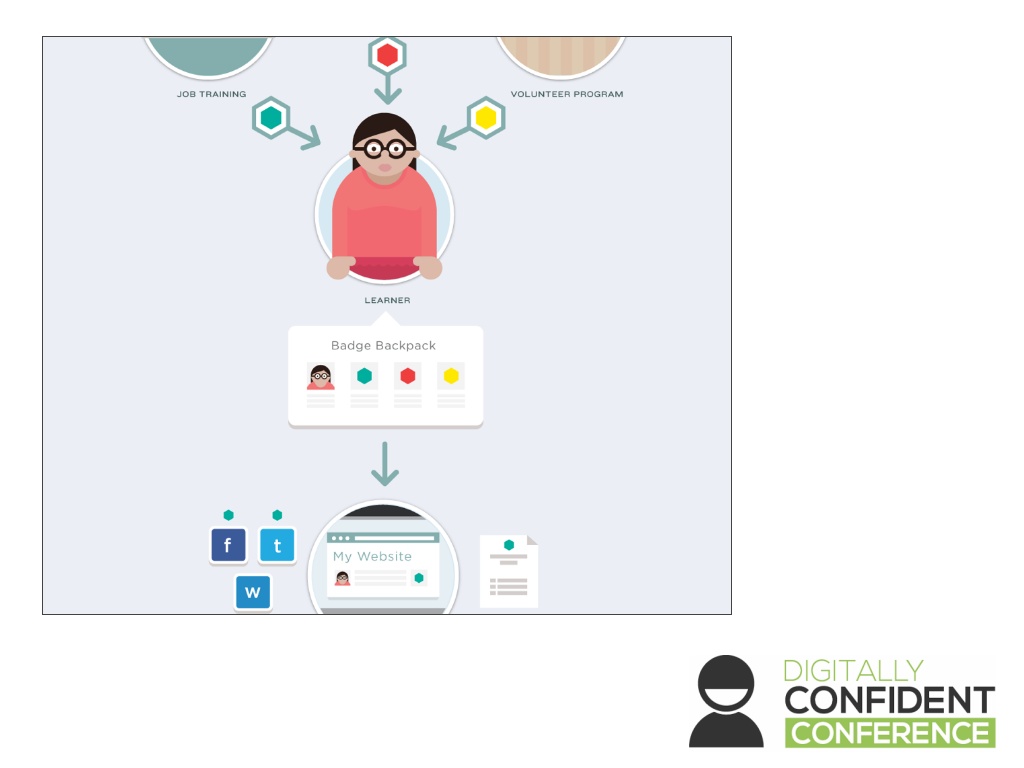 JOB TRAINING
VOLUNTEER PROGRAM
LEARNER
Badge Backpack
f
t
My Website
W
DIGITALLY
CONFIDENT
CONFERENCE